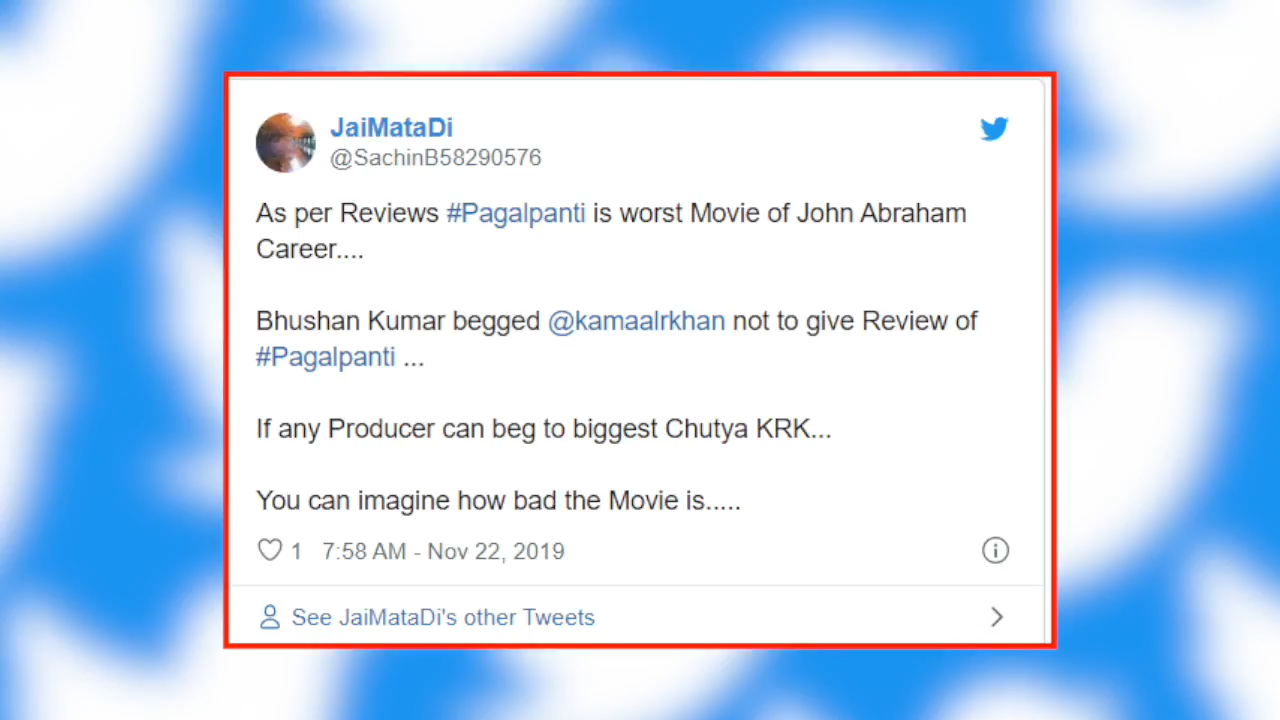 JaiMataDi
@SachinB58290576
As per Reviews #Pagalpanti is worst Movie of John Abraham
Career....
Bhushan Kumar begged @kamaalrkhan not to give Review of
#Pagalpanti ...
If any Producer can beg to biggest Chutya KRK...
You can imagine how bad the Movie is.....
1 7:58 AM - Nov 22, 2019
See JaiMataDi's other Tweets